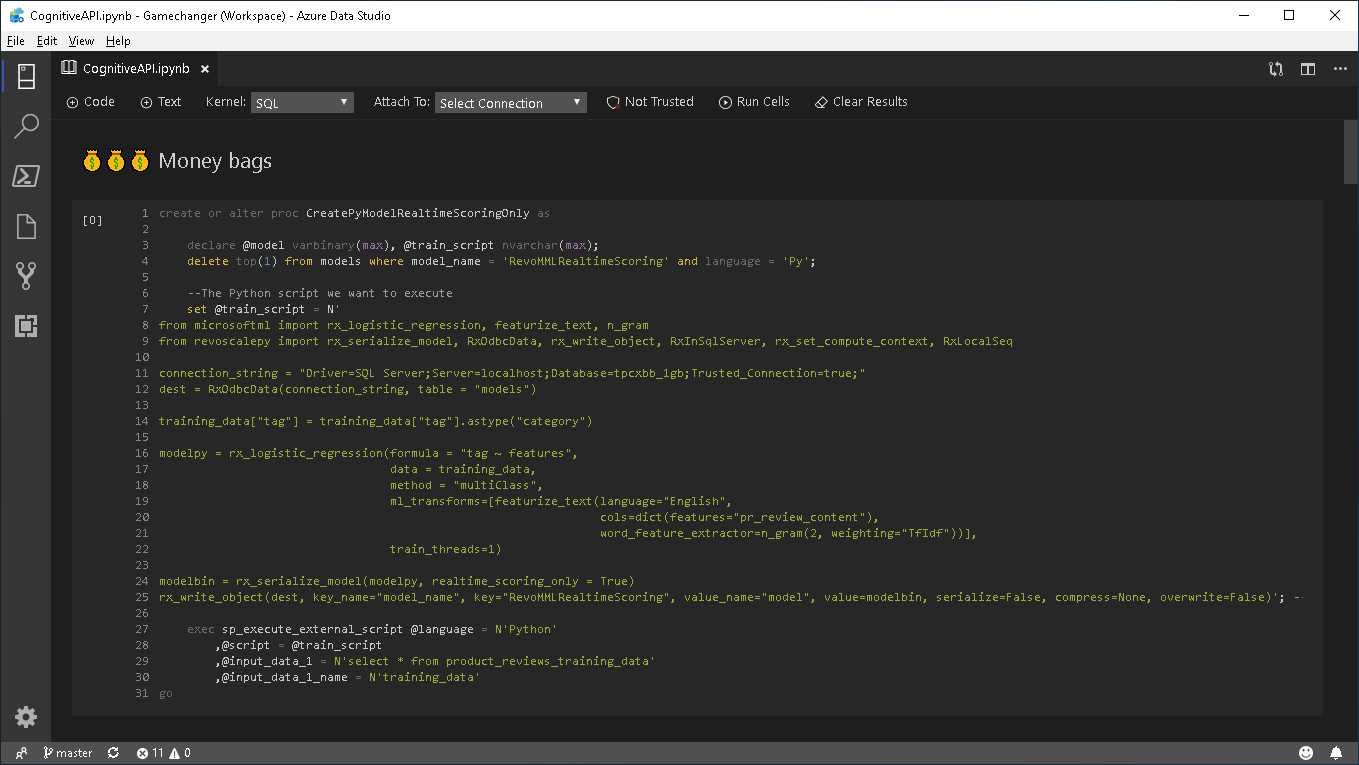 CognitiveAPI.ipynb - Gamechanger (Workspace) - Azure Data Studio
File Edit View Help
CognitiveAPI.ipynb
Code Text Kernel: SQL Attach To: Select Connection Not Trusted Run Cells Clear Results
Money bags
[0]
1 create or alter proc CreatePyModelRealtimeScoringOnly as
2
3 declare @model varbinary(max), @train_script nvarchar(max);
4 delete top(1) from models where model_name = 'RevoMMLRealtimeScoring' and language = 'Py';
5
6 --The Python script we want to execute
7 set @train_script = N'
8 from microsoftml import rx_logistic_regression, featurize_text, n_gram
9 from revoscalepy import rx_serialize_model, RxOdbcData, rx_write_object, RxInSqlServer, rx_set_compute_context, RxLocalSeq
10
11 connection_string = "Driver=SQL Server;Server=localhost;Database=tpcxbb_1gb;Trusted_Connection=true;"
12 dest = RxOdbcData(connection_string, table = "models")
13
14 training_data["tag"] = training_data["tag"].astype("category")
15
16 modelpy = rx_logistic_regression(formula = "tag ~ features",
17 data = training_data,
18 method = "multiClass",
19 ml_transforms=[featurize_text(language="English",
20 cols=dict(features="pr_review_content"),
21 word_feature_extractor=n_gram(2, weighting="TfIdf"))],
22 train_threads=1)
23
24 modelbin = rx_serialize_model(modelpy, realtime_scoring_only = True)
25 rx_write_object(dest, key_name="model_name", key="RevoMMLRealtimeScoring", value_name="model", value=modelbin, serialize=False, compress=None, overwrite=False)'; --
26
27 exec sp_execute_external_script @language = N'Python'
28 ,@script = @train_script
29 ,@input_data_1 = N'select * from product_reviews_training_data'
30 ,@input_data_1_name = N'training_data'
31 go
master 11 0